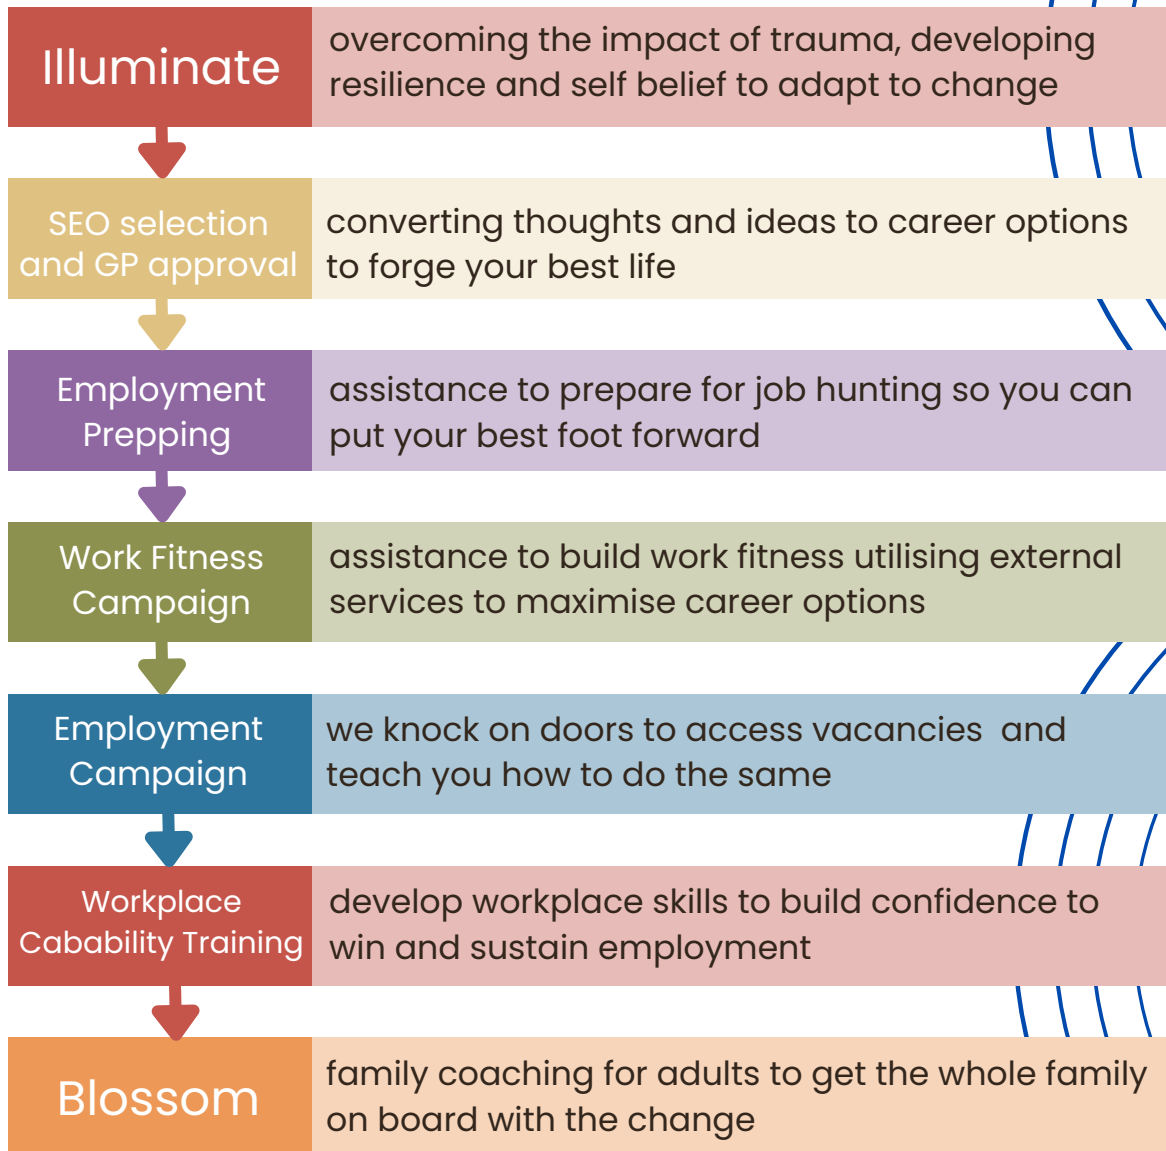 Illuminate
overcoming the impact of trauma, developing
resilience and self belief to adapt to change
SEO selection
and GP approval
converting thoughts and ideas to career options
to forge your best life
Employment
Prepping
assistance to prepare for job hunting so you can
put your best foot forward
Work Fitness
Campaign
assistance to build work fitness utilising external
services to maximise career options
Employment
Campaign
we knock on doors to access vacancies  and
teach you how to do the same
Workplace
Cabability Training
develop workplace skills to build confidence to
win and sustain employment
Blossom
family coaching for adults to get the whole family
on board with the change